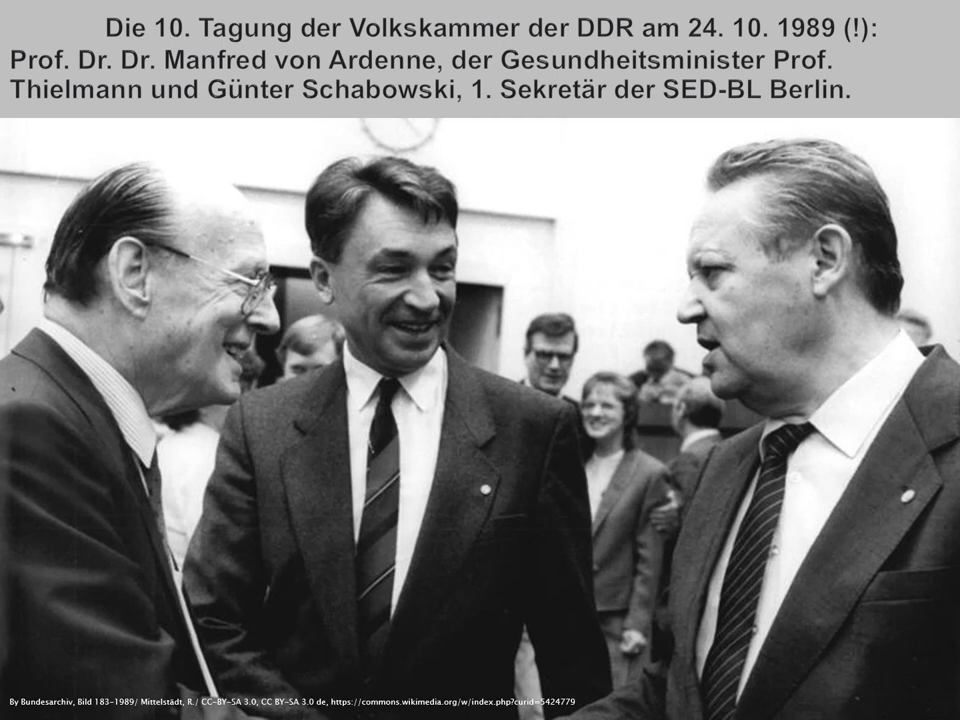 Die 10. Tagung der Volkskammer der DDR am 24. 10. 1989 (!):
Prof. Dr. Dr. Manfred von Ardenne, der Gesundheitsminister Prof.
Thielmann und Günter Schabowski, 1. Sekretär der SED-BL Berlin.
By Bundesarchiv, Bild 183-1989/ Mittelstädt, R./ CC-BY-SA 3.0, CC BY-SA 3.0 de, https://commons.wikimedia.org/w/index.php?curid=5424779